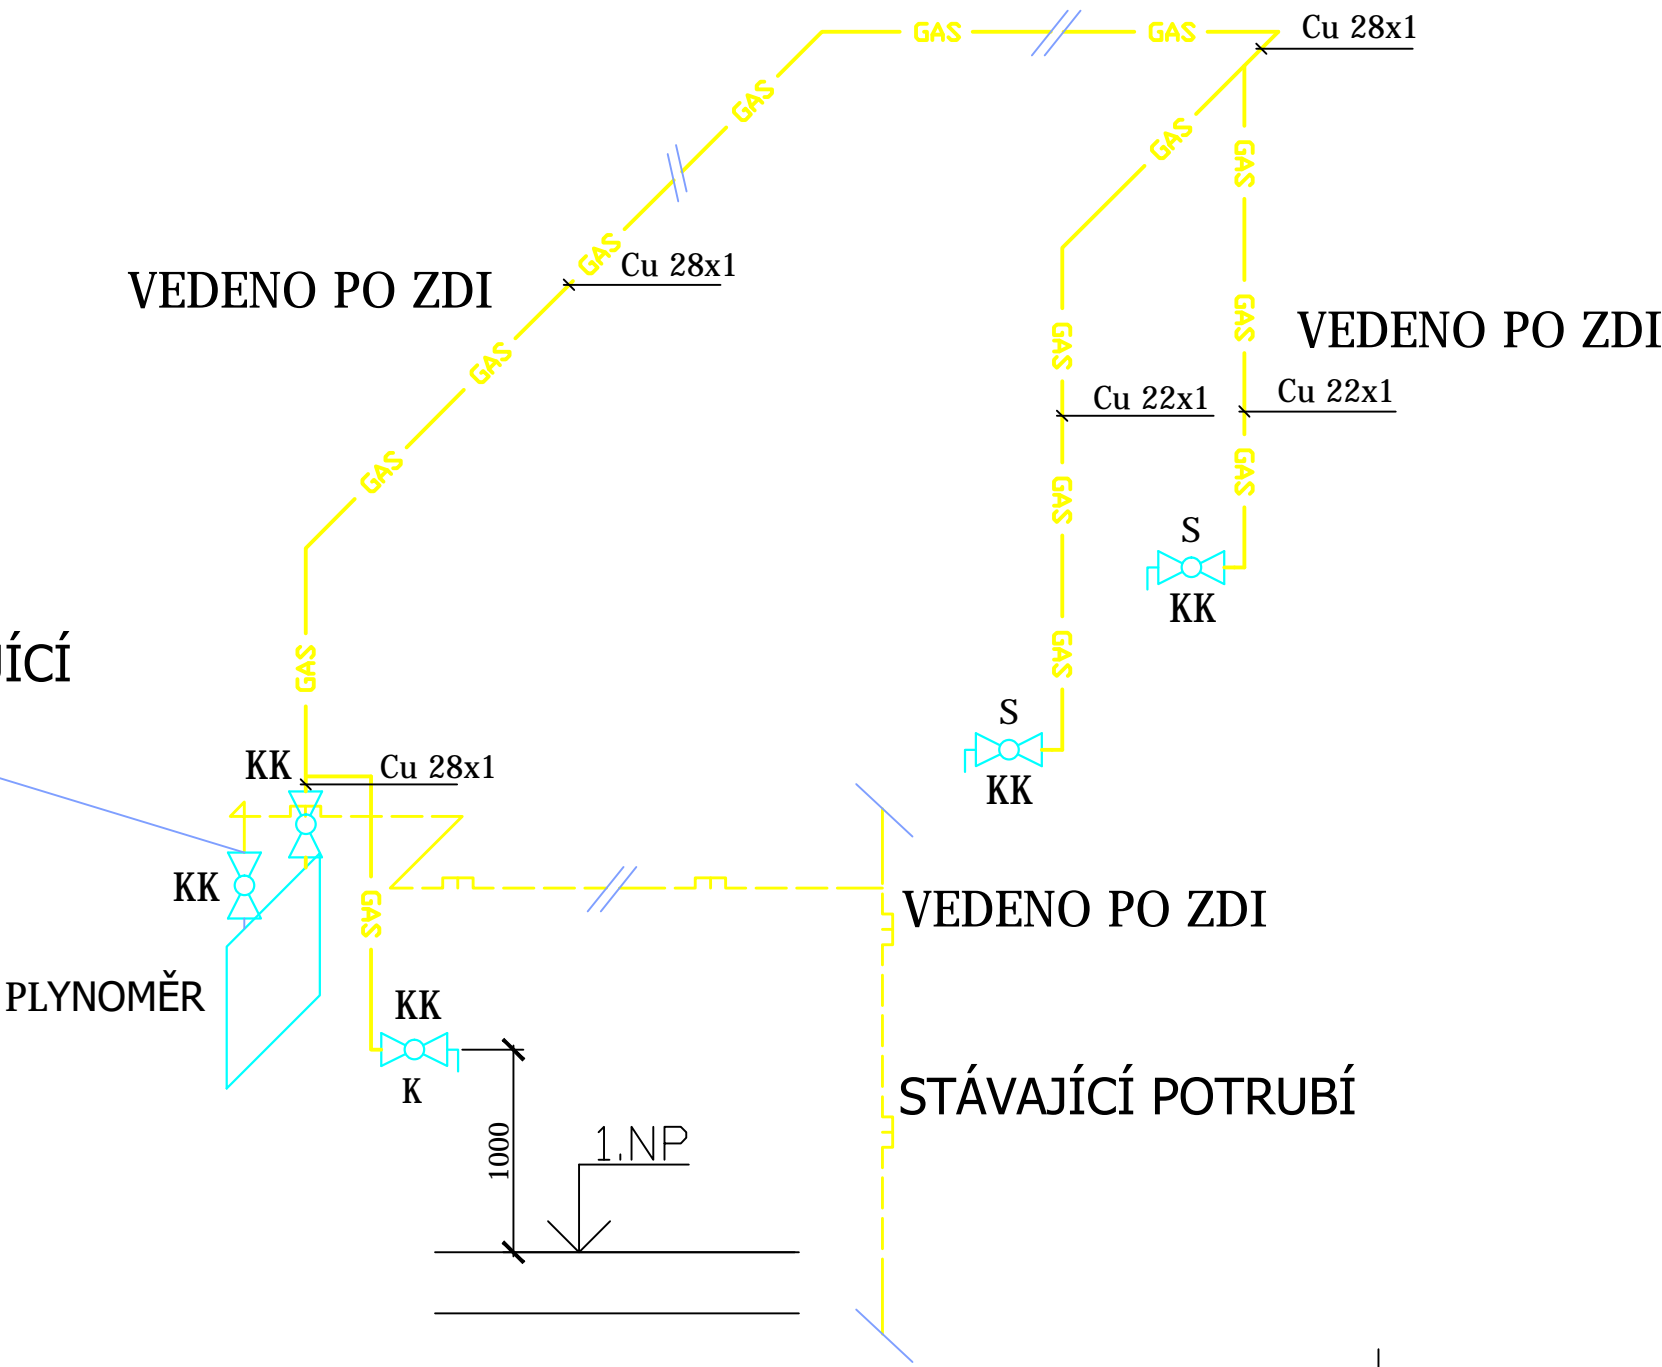 GAS
GAS
Cu 28x1
GAS
GAS
GAS
GAS
Cu 28x1
VEDENO PO ZDI
GAS
GAS
VEDENO PO ZDI
GAS
Cu 22x1
Cu 22x1
GAS
GAS
GAS
S
KK
GAS
GAS
JÍCÍ
S
KK
KK
Cu 28x1
KK
GAS
VEDENO PO ZDI
PLYNOMĚR
KK
K
STÁVAJÍCÍ POTRUBÍ
1000
1.NP